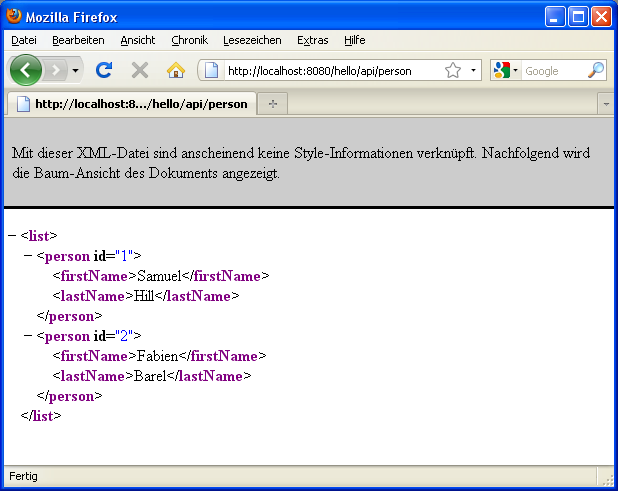 Mozilla Firefox
Datei Bearbeiten Ansicht Chronik Lesezeichen Extras Hilfe
http://localhost:8080/hello/api/person Google
http://localhost:8.../hello/api/person
Mit dieser XML-Datei sind anscheinend keine Style-Informationen verknüpft. Nachfolgend wird
die Baum-Ansicht des Dokuments angezeigt.
− <list>
− <person id="1">
<firstName>Samuel</firstName>
<lastName>Hill</lastName>
</person>
− <person id="2">
<firstName>Fabien</firstName>
<lastName>Barel</lastName>
</person>
</list>
Fertig